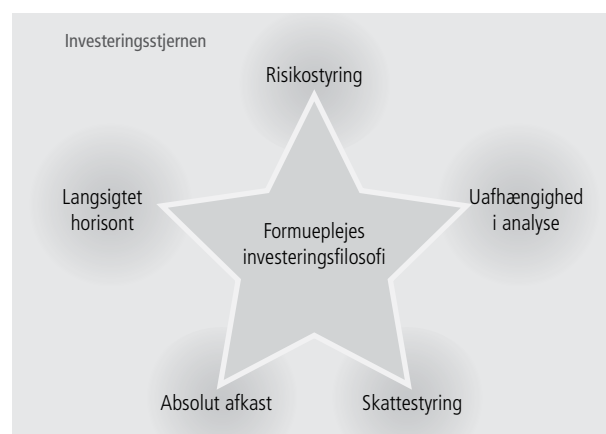 Investeringsstjernen
Risikostyring
Langsigtet
horisont
Uafhængighed
i analyse
Formueplejes
investeringsfilosofi
Absolut afkast
Skattestyring